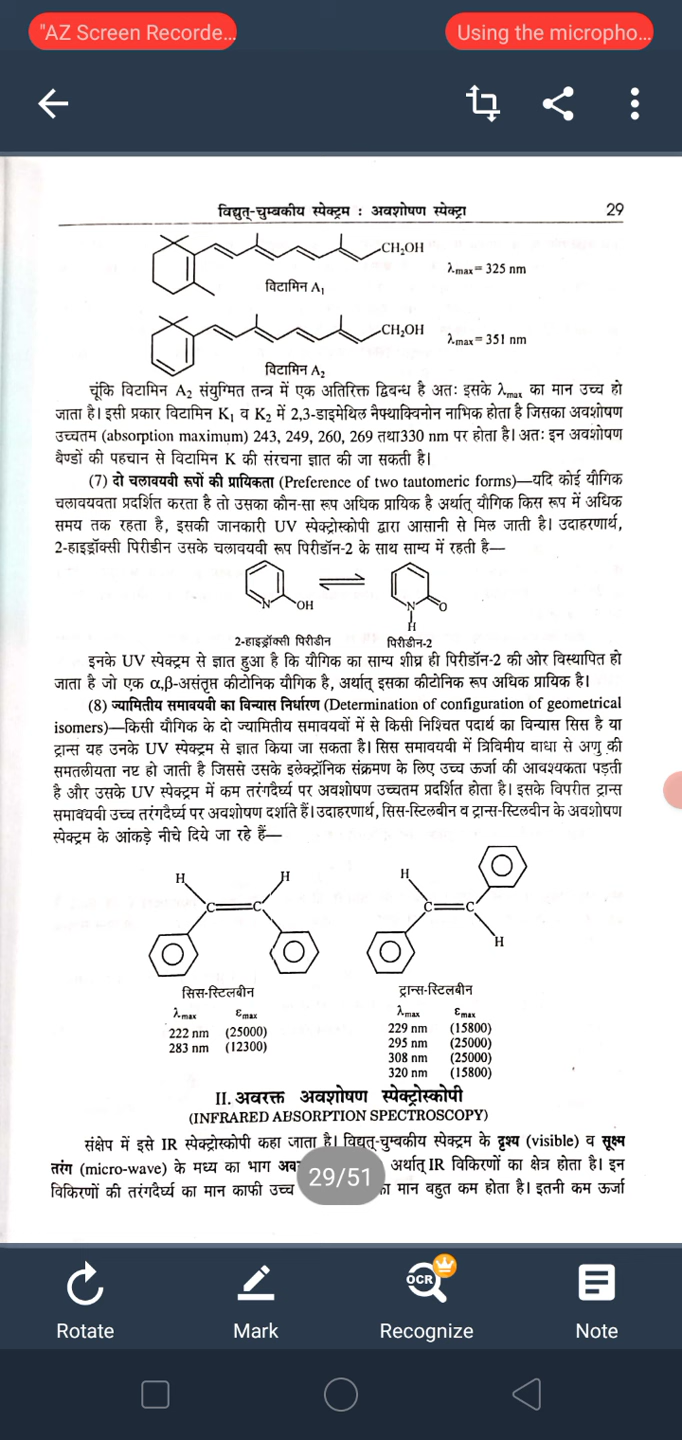 "AZ Screen Recorde...
Using the micropho...
विद्युत्-चुम्बकीय स्पेक्ट्रम : अवशोषण स्पेक्ट्रा 29
CH₂OH
λmax = 325 nm
विटामिन A₁
CH₂OH
λmax = 351 nm
विटामिन A₂
चूंकि विटामिन A₂ संयुग्मित तन्त्र में एक अतिरिक्त द्विबन्ध है अतः इसके λmax का मान उच्च हो
जाता है। इसी प्रकार विटामिन K₁ व K₂ में 2,3-डाइमेथिल नैफ्थाक्विनोन नाभिक होता है जिसका अवशोषण
उच्चतम (absorption maximum) 243, 249, 260, 269 तथा330 nm पर होता है। अतः इन अवशोषण
बैण्डों की पहचान से विटामिन K की संरचना ज्ञात की जा सकती है।
(7) दो चलावयवी रूपों की प्रायिकता (Preference of two tautomeric forms)—यदि कोई यौगिक
चलावयवता प्रदर्शित करता है तो उसका कौन-सा रूप अधिक प्रायिक है अर्थात् यौगिक किस रूप में अधिक
समय तक रहता है, इसकी जानकारी UV स्पेक्ट्रोस्कोपी द्वारा आसानी से मिल जाती है। उदाहरणार्थ,
2-हाइड्रॉक्सी पिरीडीन उसके चलावयवी रूप पिरीडॉन-2 के साथ साम्य में रहती है—
N OH
N O
H
2-हाइड्रॉक्सी पिरीडीन पिरीडॉन-2
इनके UV स्पेक्ट्रम से ज्ञात हुआ है कि यौगिक का साम्य शीघ्र ही पिरीडॉन-2 की ओर विस्थापित हो
जाता है जो एक α,β-असंतृप्त कीटोनिक यौगिक है, अर्थात् इसका कीटोनिक रूप अधिक प्रायिक है।
(8) ज्यामितीय समावयवी का विन्यास निर्धारण (Determination of configuration of geometrical
isomers)—किसी यौगिक के दो ज्यामितीय समावयवों में से किसी निश्चित पदार्थ का विन्यास सिस है या
ट्रान्स यह उनके UV स्पेक्ट्रम से ज्ञात किया जा सकता है। सिस समावयवी में त्रिविमीय बाधा से अणु की
समतलीयता नष्ट हो जाती है जिससे उसके इलेक्ट्रॉनिक संक्रमण के लिए उच्च ऊर्जा की आवश्यकता पड़ती
है और उसके UV स्पेक्ट्रम में कम तरंगदैर्घ्य पर अवशोषण उच्चतम प्रदर्शित होता है। इसके विपरीत ट्रान्स
समावयवी उच्च तरंगदैर्घ्य पर अवशोषण दर्शाते हैं। उदाहरणार्थ, सिस-स्टिलबीन व ट्रान्स-स्टिलबीन के अवशोषण
स्पेक्ट्रम के आंकड़े नीचे दिये जा रहे हैं—
H H
C C
H
C C
H
सिस-स्टिलबीन
λmax εmax
222 nm (25000)
283 nm (12300)
ट्रान्स-स्टिलबीन
λmax εmax
229 nm (15800)
295 nm (25000)
308 nm (25000)
320 nm (15800)
II. अवरक्त अवशोषण स्पेक्ट्रोस्कोपी
(INFRARED ABSORPTION SPECTROSCOPY)
संक्षेप में इसे IR स्पेक्ट्रोस्कोपी कहा जाता है। विद्युत्-चुम्बकीय स्पेक्ट्रम के दृश्य (visible) व सूक्ष्म
तरंग (micro-wave) के मध्य का भाग अर्थात् IR विकिरणों का क्षेत्र होता है। इन
विकिरणों की तरंगदैर्घ्य का मान काफी उच्च मान बहुत कम होता है। इतनी कम ऊर्जा
29/51
Rotate
Mark
OCR
Recognize
Note